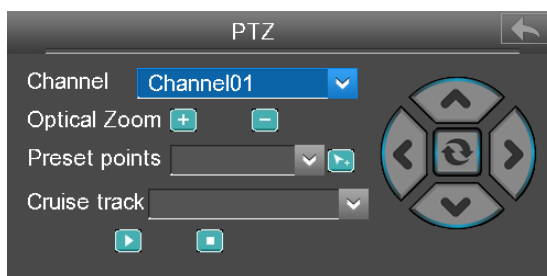 PTZ
Channel Channel01
Optical Zoom
Preset points
Cruise track